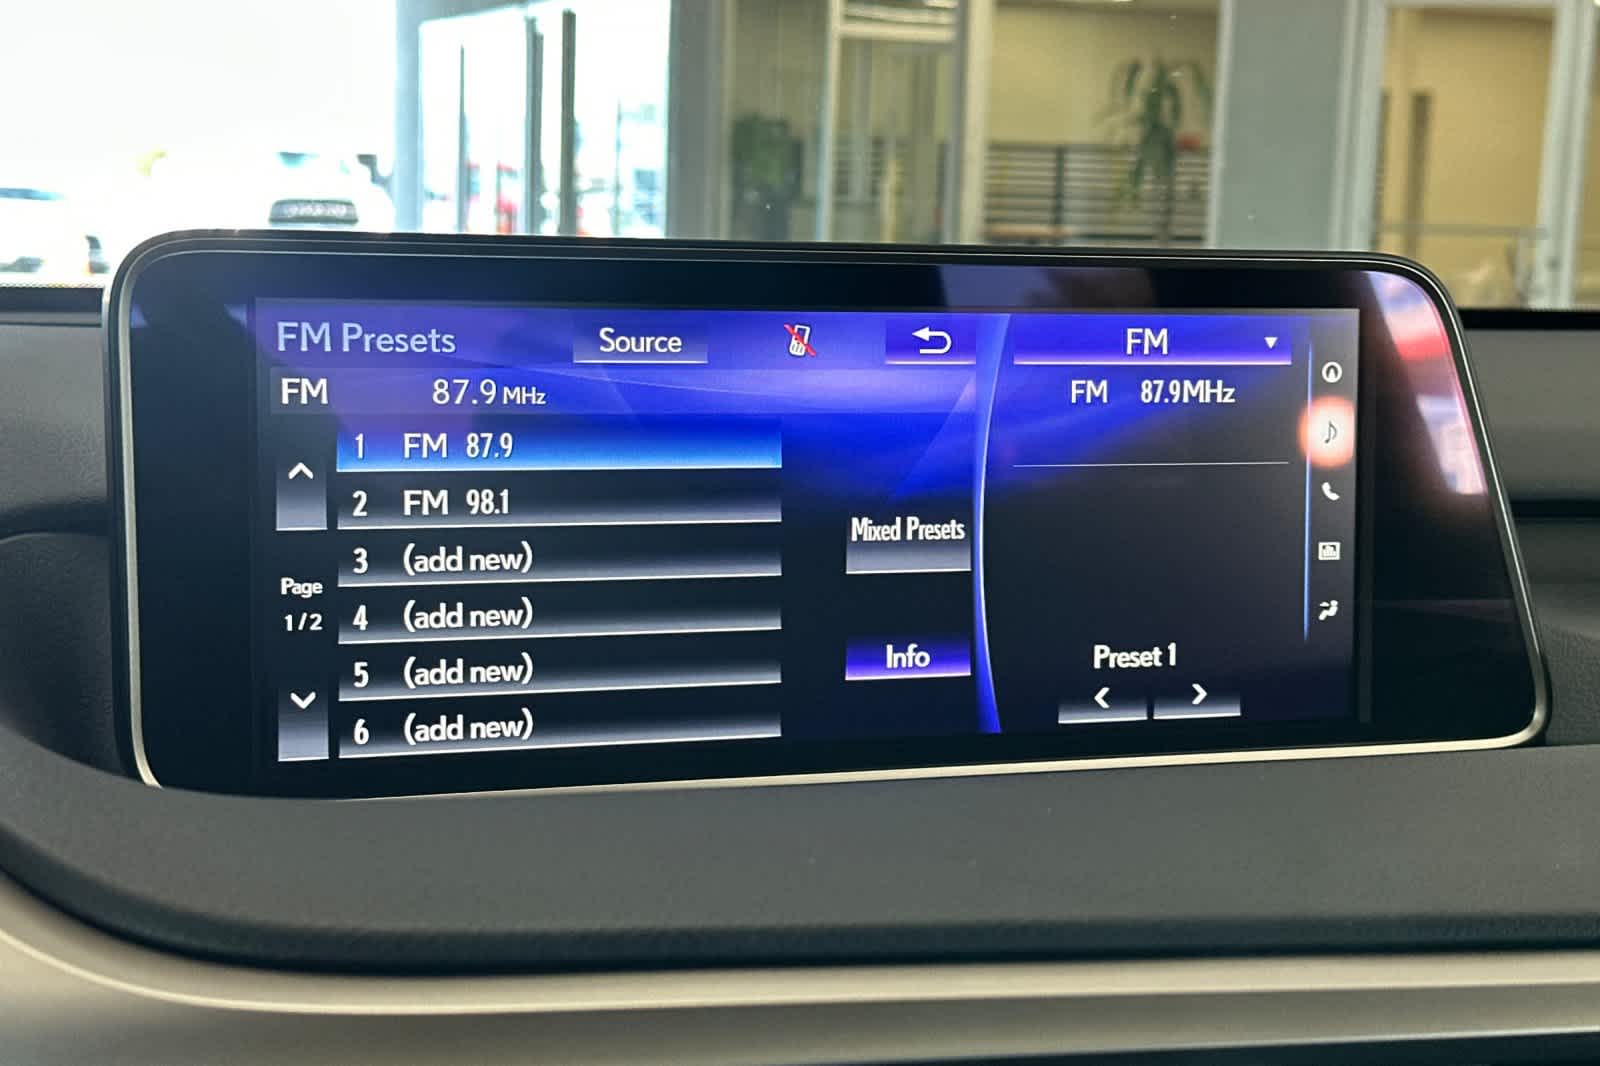 FM Presets
Source
FM
FM 87.9 MHz
FM 87.9MHz
1 FM 87.9
2 FM 98.1
3 (add new)
4 (add new)
5 (add new)
6 (add new)
Page
1/2
Mixed Presets
Info
Preset 1